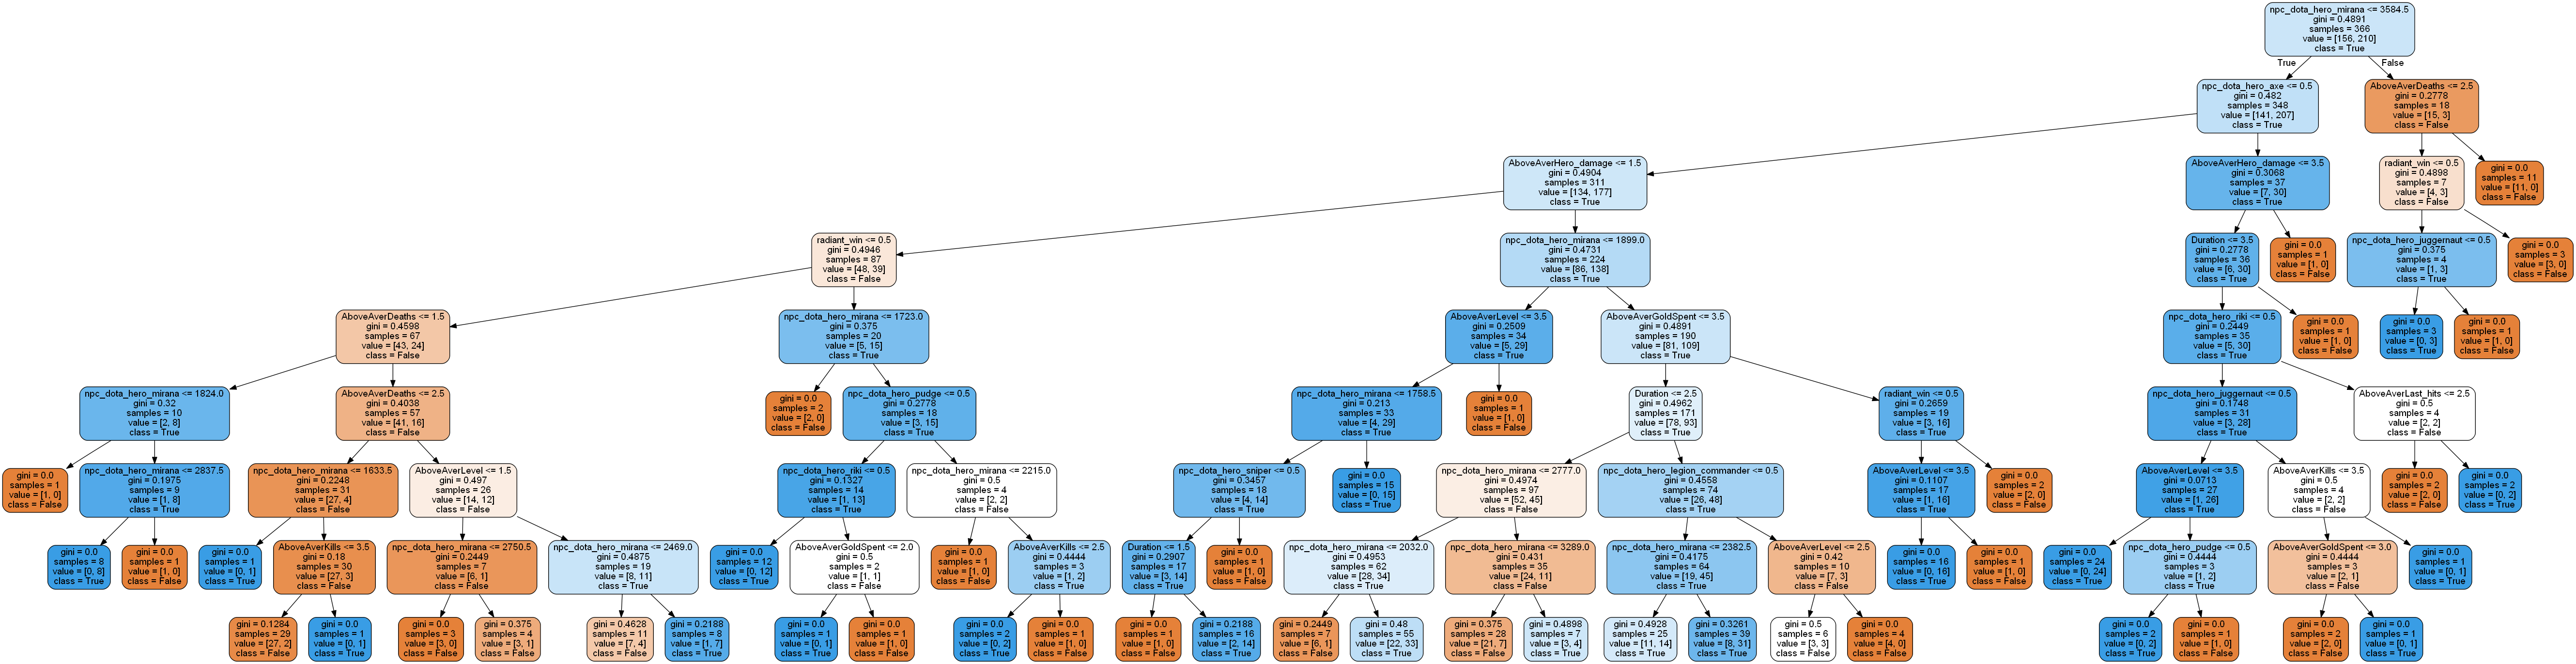 npc_dota_hero_mirana <= 3584.5
gini = 0.4891
samples = 366
value = [156, 210]
class = True
True
False
npc_dota_hero_axe <= 0.5
gini = 0.482
samples = 348
value = [141, 207]
class = True
AboveAverDeaths <= 2.5
gini = 0.2778
samples = 18
value = [15, 3]
class = False
AboveAverHero_damage <= 1.5
gini = 0.4904
samples = 311
value = [134, 177]
class = True
AboveAverHero_damage <= 3.5
gini = 0.3068
samples = 37
value = [7, 30]
class = True
radiant_win <= 0.5
gini = 0.4898
samples = 7
value = [4, 3]
class = False
gini = 0.0
samples = 11
value = [11, 0]
class = False
radiant_win <= 0.5
gini = 0.4946
samples = 87
value = [48, 39]
class = False
npc_dota_hero_mirana <= 1899.0
gini = 0.4731
samples = 224
value = [86, 138]
class = True
Duration <= 3.5
gini = 0.2778
samples = 36
value = [6, 30]
class = True
gini = 0.0
samples = 1
value = [1, 0]
class = False
npc_dota_hero_juggernaut <= 0.5
gini = 0.375
samples = 4
value = [1, 3]
class = True
gini = 0.0
samples = 3
value = [3, 0]
class = False
AboveAverDeaths <= 1.5
gini = 0.4598
samples = 67
value = [43, 24]
class = False
npc_dota_hero_mirana <= 1723.0
gini = 0.375
samples = 20
value = [5, 15]
class = True
AboveAverLevel <= 3.5
gini = 0.2509
samples = 34
value = [5, 29]
class = True
AboveAverGoldSpent <= 3.5
gini = 0.4891
samples = 190
value = [81, 109]
class = True
npc_dota_hero_riki <= 0.5
gini = 0.2449
samples = 35
value = [5, 30]
class = True
gini = 0.0
samples = 1
value = [1, 0]
class = False
gini = 0.0
samples = 3
value = [0, 3]
class = True
gini = 0.0
samples = 1
value = [1, 0]
class = False
npc_dota_hero_mirana <= 1824.0
gini = 0.32
samples = 10
value = [2, 8]
class = True
AboveAverDeaths <= 2.5
gini = 0.4038
samples = 57
value = [41, 16]
class = False
gini = 0.0
samples = 2
value = [2, 0]
class = False
npc_dota_hero_pudge <= 0.5
gini = 0.2778
samples = 18
value = [3, 15]
class = True
npc_dota_hero_mirana <= 1758.5
gini = 0.213
samples = 33
value = [4, 29]
class = True
gini = 0.0
samples = 1
value = [1, 0]
class = False
Duration <= 2.5
gini = 0.4962
samples = 171
value = [78, 93]
class = True
radiant_win <= 0.5
gini = 0.2659
samples = 19
value = [3, 16]
class = True
npc_dota_hero_juggernaut <= 0.5
gini = 0.1748
samples = 31
value = [3, 28]
class = True
AboveAverLast_hits <= 2.5
gini = 0.5
samples = 4
value = [2, 2]
class = False
gini = 0.0
samples = 1
value = [1, 0]
class = False
npc_dota_hero_mirana <= 2837.5
gini = 0.1975
samples = 9
value = [1, 8]
class = True
npc_dota_hero_mirana <= 1633.5
gini = 0.2248
samples = 31
value = [27, 4]
class = False
AboveAverLevel <= 1.5
gini = 0.497
samples = 26
value = [14, 12]
class = False
npc_dota_hero_riki <= 0.5
gini = 0.1327
samples = 14
value = [1, 13]
class = True
npc_dota_hero_mirana <= 2215.0
gini = 0.5
samples = 4
value = [2, 2]
class = False
npc_dota_hero_sniper <= 0.5
gini = 0.3457
samples = 18
value = [4, 14]
class = True
gini = 0.0
samples = 15
value = [0, 15]
class = True
npc_dota_hero_mirana <= 2777.0
gini = 0.4974
samples = 97
value = [52, 45]
class = False
npc_dota_hero_legion_commander <= 0.5
gini = 0.4558
samples = 74
value = [26, 48]
class = True
AboveAverLevel <= 3.5
gini = 0.1107
samples = 17
value = [1, 16]
class = True
gini = 0.0
samples = 2
value = [2, 0]
class = False
AboveAverLevel <= 3.5
gini = 0.0713
samples = 27
value = [1, 26]
class = True
AboveAverKills <= 3.5
gini = 0.5
samples = 4
value = [2, 2]
class = False
gini = 0.0
samples = 2
value = [2, 0]
class = False
gini = 0.0
samples = 2
value = [0, 2]
class = True
gini = 0.0
samples = 8
value = [0, 8]
class = True
gini = 0.0
samples = 1
value = [1, 0]
class = False
gini = 0.0
samples = 1
value = [0, 1]
class = True
AboveAverKills <= 3.5
gini = 0.18
samples = 30
value = [27, 3]
class = False
npc_dota_hero_mirana <= 2750.5
gini = 0.2449
samples = 7
value = [6, 1]
class = False
npc_dota_hero_mirana <= 2469.0
gini = 0.4875
samples = 19
value = [8, 11]
class = True
gini = 0.0
samples = 12
value = [0, 12]
class = True
AboveAverGoldSpent <= 2.0
gini = 0.5
samples = 2
value = [1, 1]
class = False
gini = 0.0
samples = 1
value = [1, 0]
class = False
AboveAverKills <= 2.5
gini = 0.4444
samples = 3
value = [1, 2]
class = True
Duration <= 1.5
gini = 0.2907
samples = 17
value = [3, 14]
class = True
gini = 0.0
samples = 1
value = [1, 0]
class = False
npc_dota_hero_mirana <= 2032.0
gini = 0.4953
samples = 62
value = [28, 34]
class = True
npc_dota_hero_mirana <= 3289.0
gini = 0.431
samples = 35
value = [24, 11]
class = False
npc_dota_hero_mirana <= 2382.5
gini = 0.4175
samples = 64
value = [19, 45]
class = True
AboveAverLevel <= 2.5
gini = 0.42
samples = 10
value = [7, 3]
class = False
gini = 0.0
samples = 16
value = [0, 16]
class = True
gini = 0.0
samples = 1
value = [1, 0]
class = False
gini = 0.0
samples = 24
value = [0, 24]
class = True
npc_dota_hero_pudge <= 0.5
gini = 0.4444
samples = 3
value = [1, 2]
class = True
AboveAverGoldSpent <= 3.0
gini = 0.4444
samples = 3
value = [2, 1]
class = False
gini = 0.0
samples = 1
value = [0, 1]
class = True
gini = 0.1284
samples = 29
value = [27, 2]
class = False
gini = 0.0
samples = 1
value = [0, 1]
class = True
gini = 0.0
samples = 3
value = [3, 0]
class = False
gini = 0.375
samples = 4
value = [3, 1]
class = False
gini = 0.4628
samples = 11
value = [7, 4]
class = False
gini = 0.2188
samples = 8
value = [1, 7]
class = True
gini = 0.0
samples = 1
value = [0, 1]
class = True
gini = 0.0
samples = 1
value = [1, 0]
class = False
gini = 0.0
samples = 2
value = [0, 2]
class = True
gini = 0.0
samples = 1
value = [1, 0]
class = False
gini = 0.0
samples = 1
value = [1, 0]
class = False
gini = 0.2188
samples = 16
value = [2, 14]
class = True
gini = 0.2449
samples = 7
value = [6, 1]
class = False
gini = 0.48
samples = 55
value = [22, 33]
class = True
gini = 0.375
samples = 28
value = [21, 7]
class = False
gini = 0.4898
samples = 7
value = [3, 4]
class = True
gini = 0.4928
samples = 25
value = [11, 14]
class = True
gini = 0.3261
samples = 39
value = [8, 31]
class = True
gini = 0.5
samples = 6
value = [3, 3]
class = False
gini = 0.0
samples = 4
value = [4, 0]
class = False
gini = 0.0
samples = 2
value = [0, 2]
class = True
gini = 0.0
samples = 1
value = [1, 0]
class = False
gini = 0.0
samples = 2
value = [2, 0]
class = False
gini = 0.0
samples = 1
value = [0, 1]
class = True